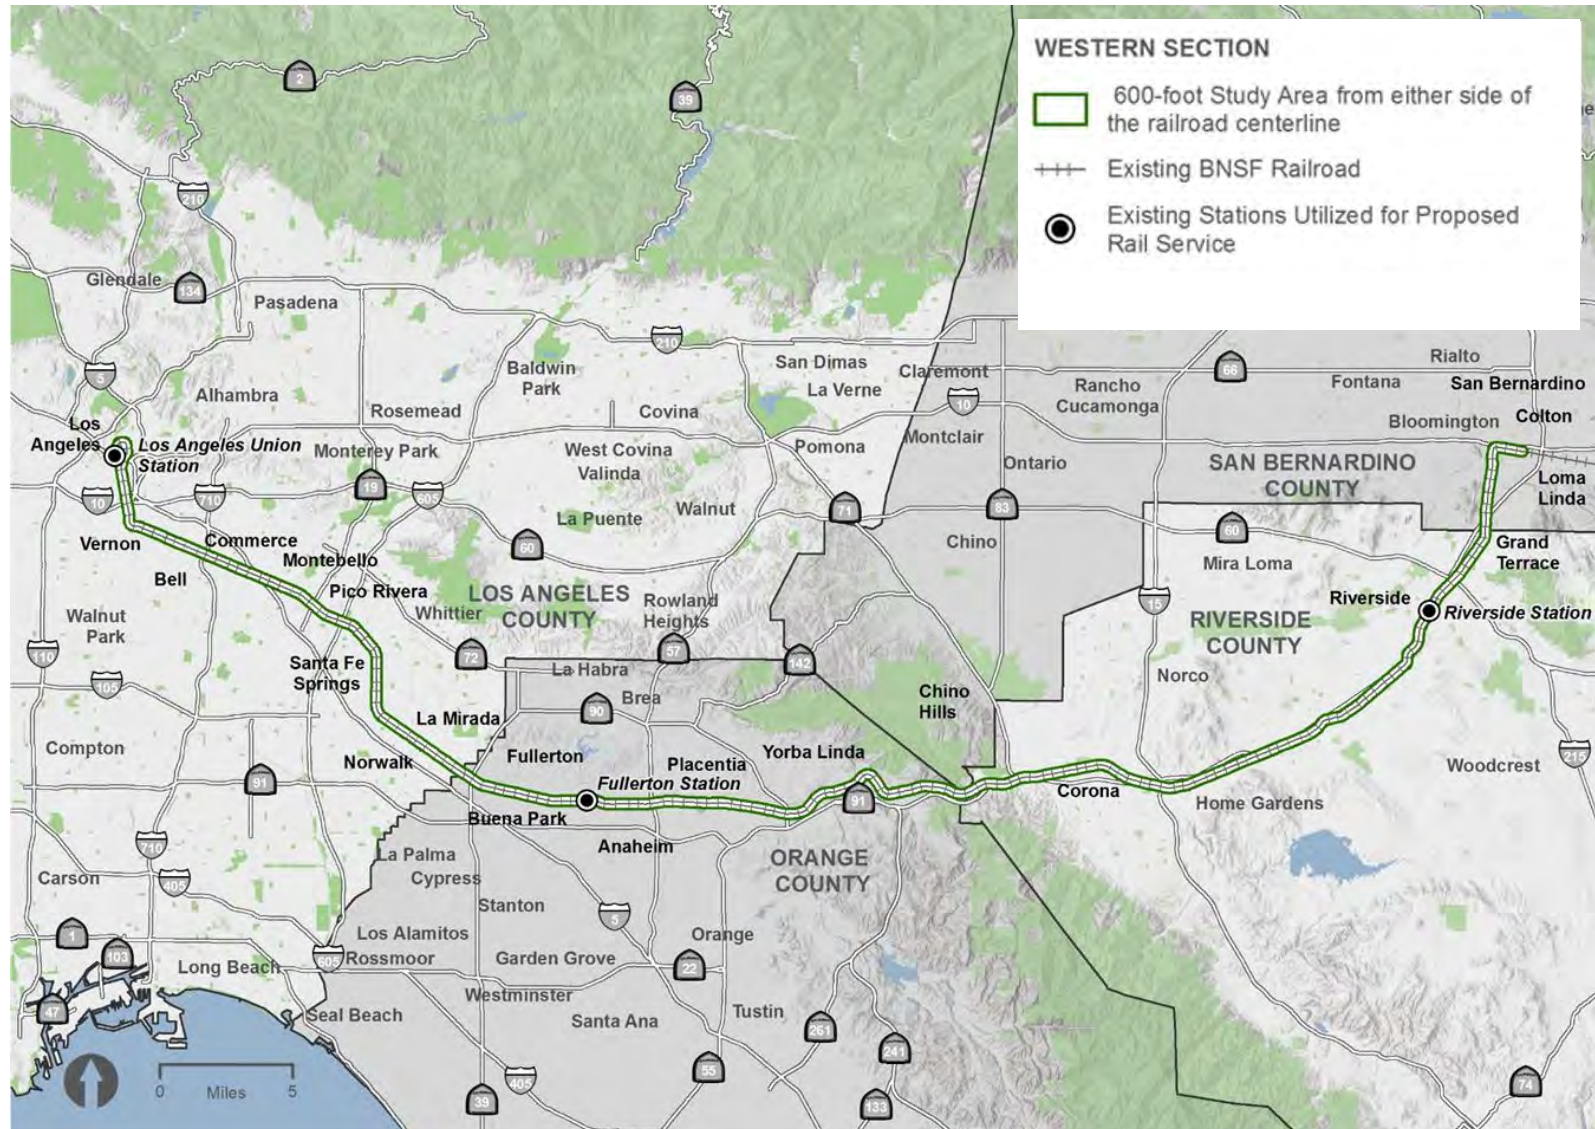 WESTERN SECTION
600-foot Study Area from either side of
the railroad centerline
Existing BNSF Railroad
Existing Stations Utilized for Proposed
Rail Service
2
39
210
Glendale
134
Pasadena
210
5
Baldwin
Park
San Dimas
La Verne
Claremont
66
Rialto
Fontana
San Bernardino
Alhambra
Rosemead
Covina
10
Rancho
Cucamonga
Bloomington
Colton
Los
Angeles
Los Angeles Union
Station
Monterey Park
West Covina
Valinda
Pomona
Montclair
Ontario
SAN BERNARDINO
COUNTY
Loma
Linda
10
710
19
605
La Puente
Walnut
71
83
60
Vernon
Commerce
Montebello
60
Chino
Mira Loma
Grand
Terrace
Bell
Pico Rivera
Whittier
LOS ANGELES
COUNTY
Rowland
Heights
15
Riverside
Riverside Station
RIVERSIDE
COUNTY
Walnut
Park
110
105
Santa Fe
Springs
72
57
142
La Habra
Brea
90
Chino
Hills
Norco
La Mirada
Compton
Norwalk
Fullerton
Placentia
Yorba Linda
215
Woodcrest
91
Fullerton Station
91
Corona
Home Gardens
Buena Park
Anaheim
710
La Palma
Cypress
ORANGE
COUNTY
Carson
405
Stanton
5
1
103
Los Alamitos
Rossmoor
605
Orange
Garden Grove
22
Long Beach
47
Westminster
Seal Beach
Santa Ana
Tustin
261
241
0 Miles 5
39
405
55
133
74